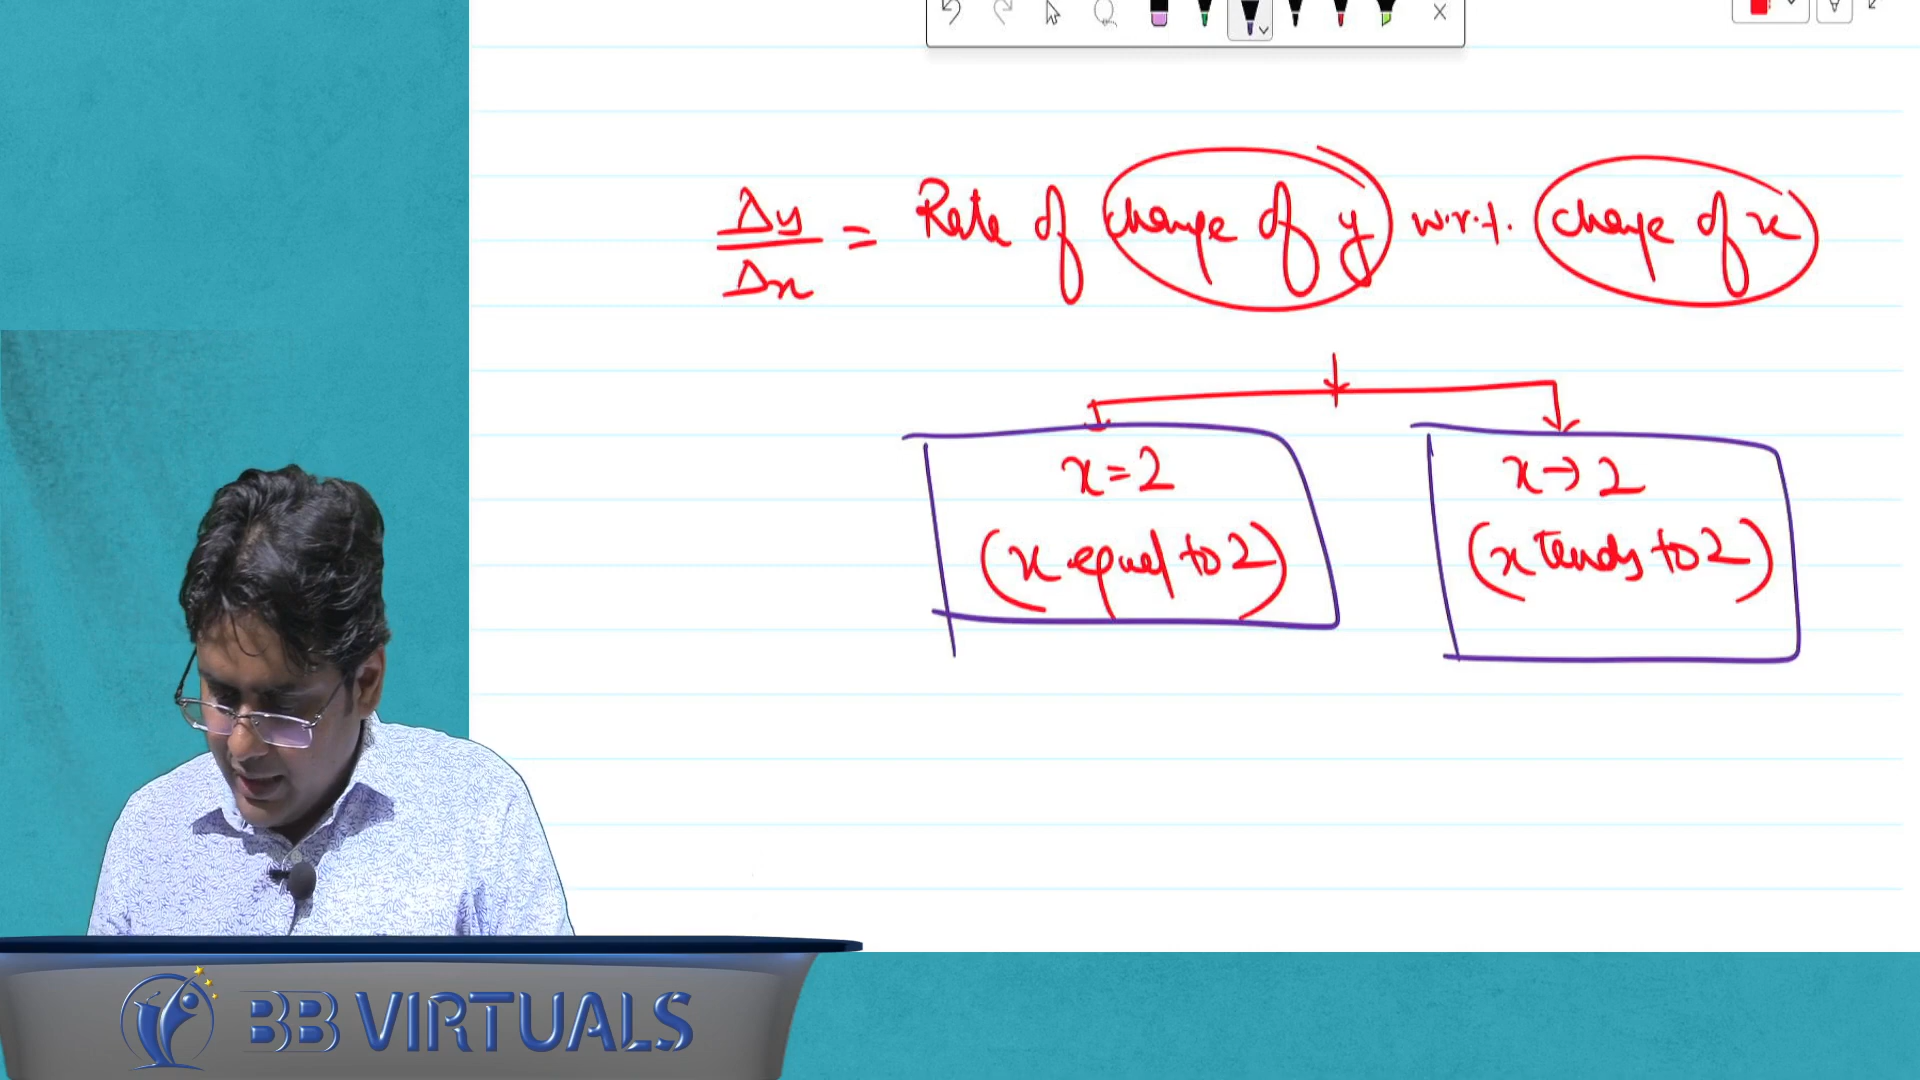 Δy/Δx = Rate of change of y w.r.t. change of x
x=2
x→2
(x equal to 2)
(x tends to 2)
BB VIRTUALS